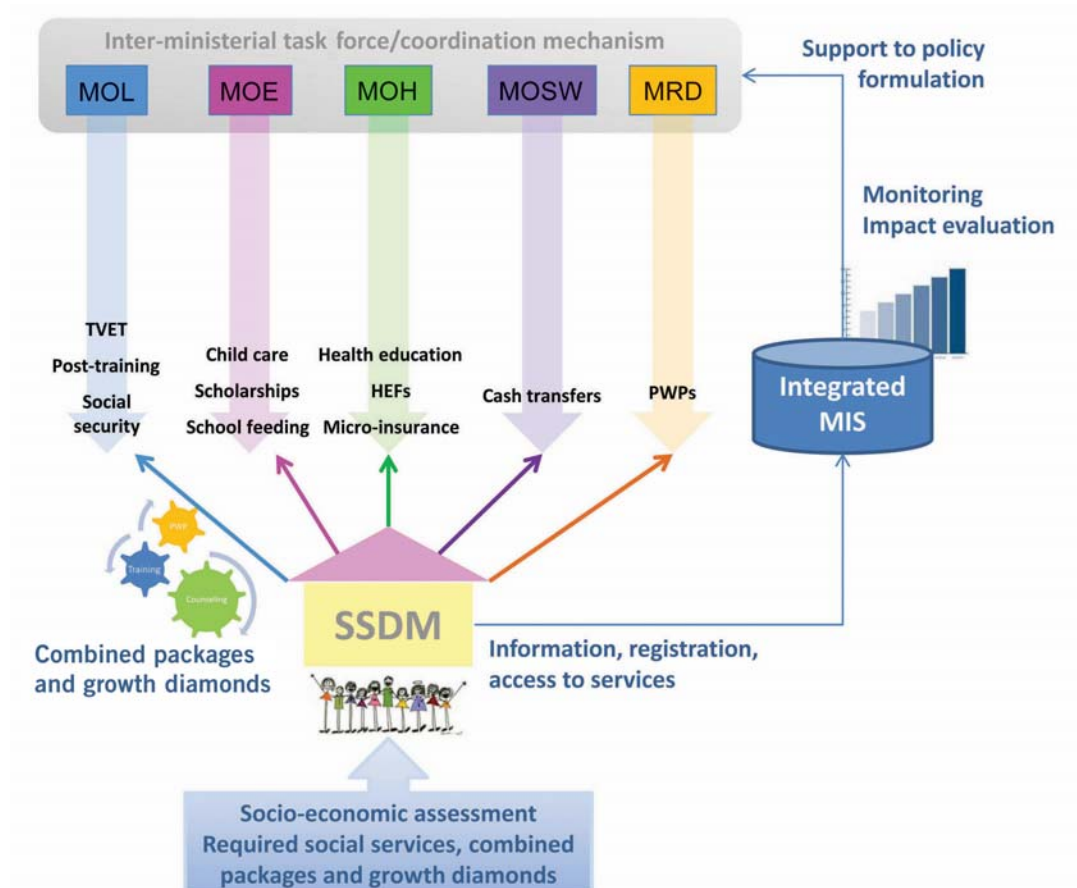 Inter-ministerial task force/coordination mechanism
MOL
MOE
MOH
MOSW
MRD
Support to policy
formulation
Monitoring
Impact evaluation
TVET
Post-training
Social
security
Child care
Scholarships
School feeding
Health education
HEFs
Micro-insurance
Cash transfers
PWPs
Integrated
MIS
PWP
Training
Counseling
Combined packages
and growth diamonds
SSDM
Information, registration,
access to services
Socio-economic assessment
Required social services, combined
packages and growth diamonds